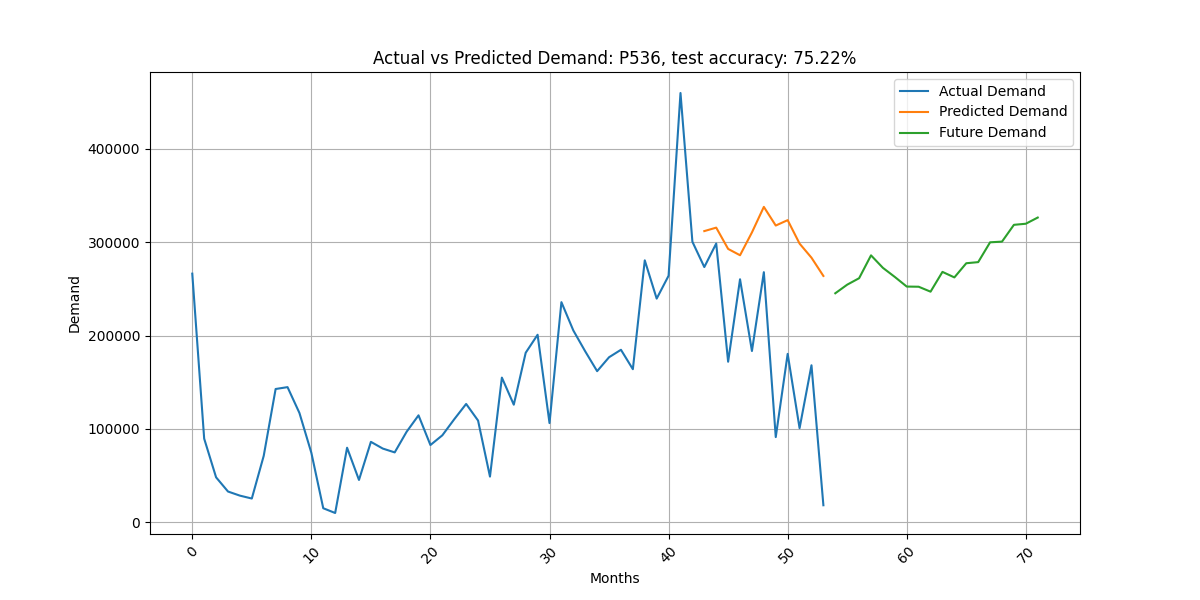 Actual vs Predicted Demand: P536, test accuracy: 75.22%
Actual Demand
Predicted Demand
Future Demand
400000
300000
200000
100000
0
Demand
0
10
20
30
40
50
60
70
Months